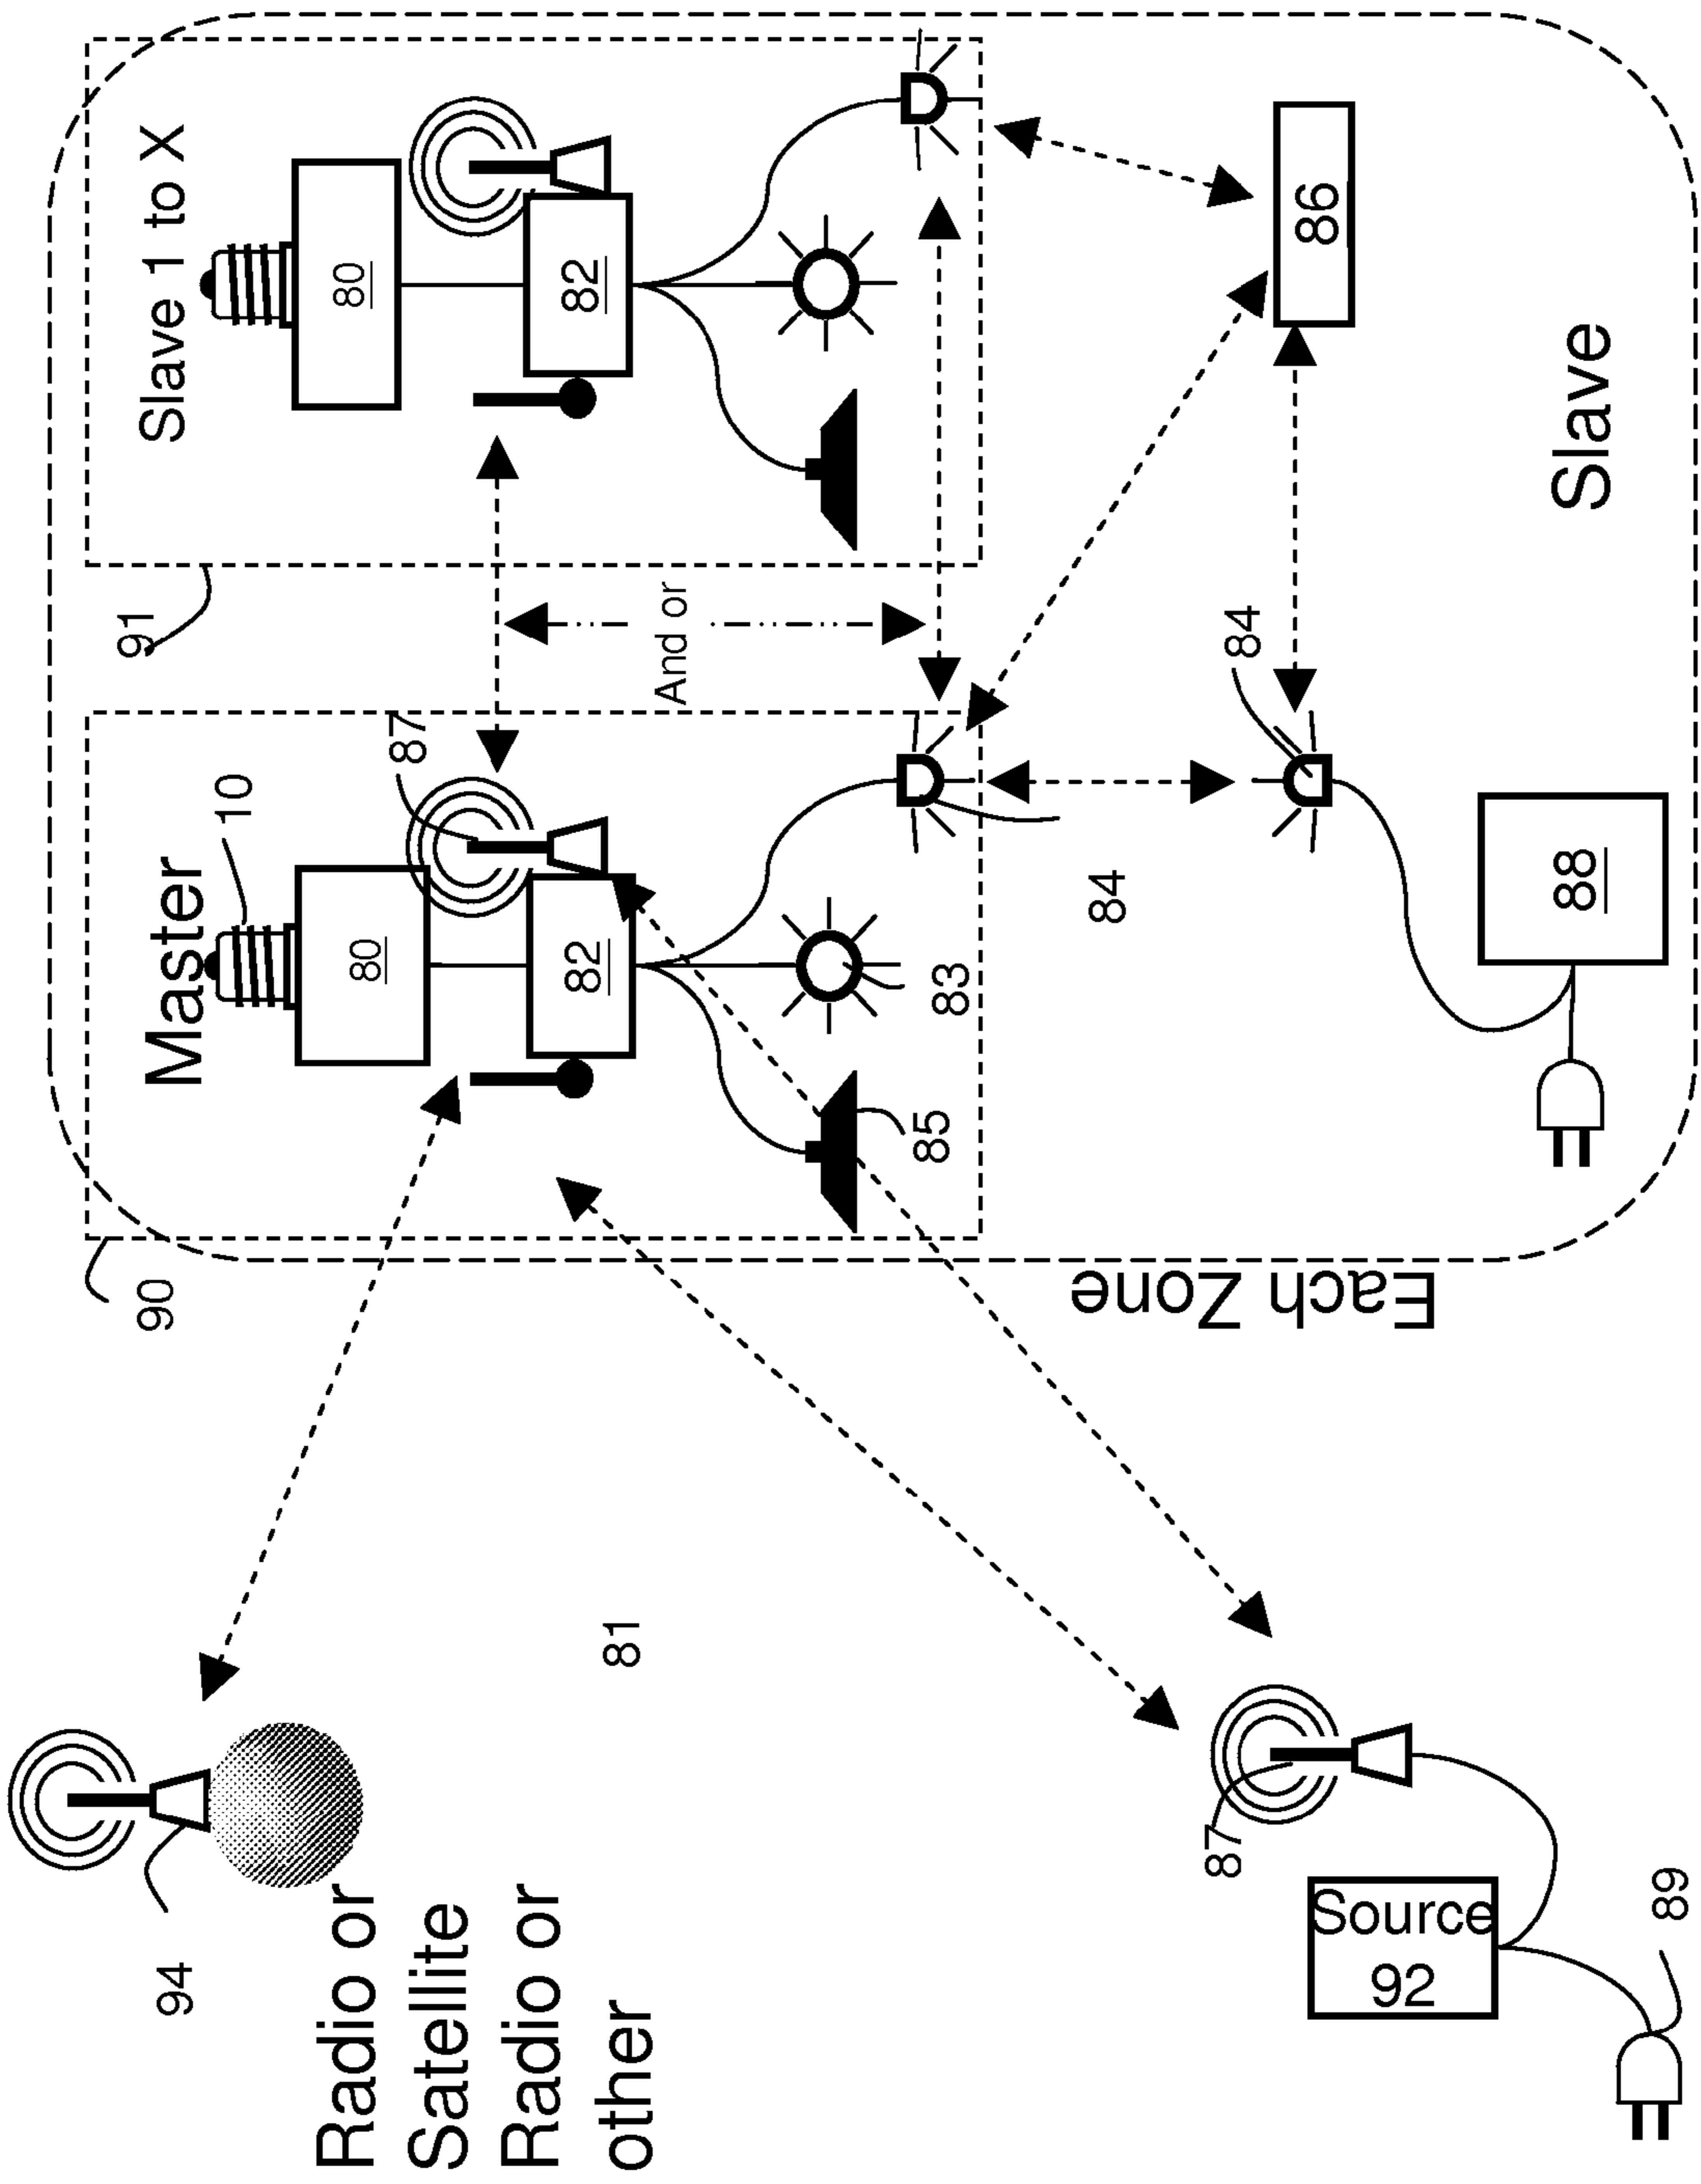 Master
Slave 1 to X
10
91
90
80
80
87
82
82
And or
83
84
84
85
86
88
Slave
Each Zone
94
Radio or
Satellite
Radio or
other
81
87
Source
92
89